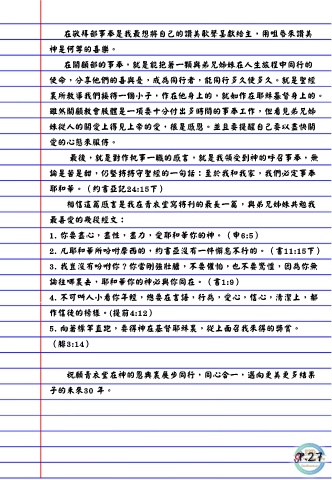 在敬拜部事奉是我最想將自己的讚美歌聲喜獻給主,用唱卷來讚美
神是何等的喜樂。
在關顧部的事奉,就是能抱著一顆與弟兄姊妹在人生旅程中同行的
使命,分享他們的喜與憂,成為同行者,能同行多久便多久。就是聖經
裏所教導我們接待一個小子,作在他身上的,就如作在耶穌基督身上的。
雖然關顧教會肢體是一項要十分付出多時間的事奉工作,但看見弟兄姊
妹從人的關愛上得見上帝的愛,很是感恩。並且要提醒自己要以盡快關
愛的心態來服侍。
最後,就是對作執事一職的感言,就是我領受到神的呼召事奉,無
論是苦是甜,仍堅持持守聖經的一句話:至於我和我家,我們必定事奉
耶和華。(約書亞記24:15下)
相信這篇感言是我在青衣堂寫得行的最長一篇,與弟兄姊妹共勉我
最喜愛的幾段經文:
1. 你要盡心,盡性,盡力,愛耶和華你的神。(申6:5)
2. 凡耶和華所吩咐摩西的,約書亞沒有一件懈怠不行的。(書11:15下)
3. 我豈沒有吩咐你?你當剛強壯膽,不要懼怕,也不要驚惶,因為你無
論往哪裏去,耶和華你的神必與你同在。(書1:9)
4. 不可叫人小看你年輕,總要在言語,行為,愛心,信心,清潔上,都
作信徒的榜樣。(提前4:12)
5. 向著標竿直跑,要得神在基督耶穌裏,從上面召我來得的獎賞。
(腓3:14)
祝願青衣堂在神的恩典裏展步同行,同心合一,邁向更美更多結果
子的未來30 年。
P.27